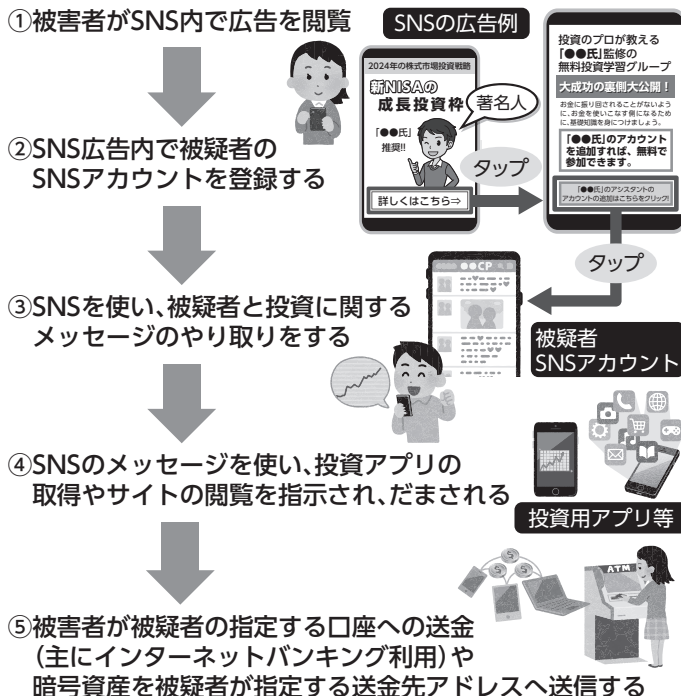 ①被害者がSNS内で広告を閲覧
SNSの広告例
2024年の株式市場投資戦略
新NISAの
成長投資枠
「●●氏」
推奨!!
著名人
詳しくはこちら⇒
タップ
投資のプロが教える
「●●氏」監修の
無料投資学習グループ
大成功の裏側大公開！
お金に振り回されることがないよう
に、お金を使いこなす側になるため
に、基礎知識を身につけましょう。
「●●氏」のアカウント
を追加すれば、無料で
参加できます。
「●●氏」のアシスタントの
アカウントの追加はこちらをクリック!
タップ
②SNS広告内で被疑者の
SNSアカウントを登録する
●●CP
被疑者
SNSアカウント
③SNSを使い、被疑者と投資に関する
メッセージのやり取りをする
④SNSのメッセージを使い、投資アプリの
取得やサイトの閲覧を指示され、だまされる
投資用アプリ等
ATM
⑤被害者が被疑者の指定する口座への送金
（主にインターネットバンキング利用）や
暗号資産を被疑者が指定する送金先アドレスへ送信する